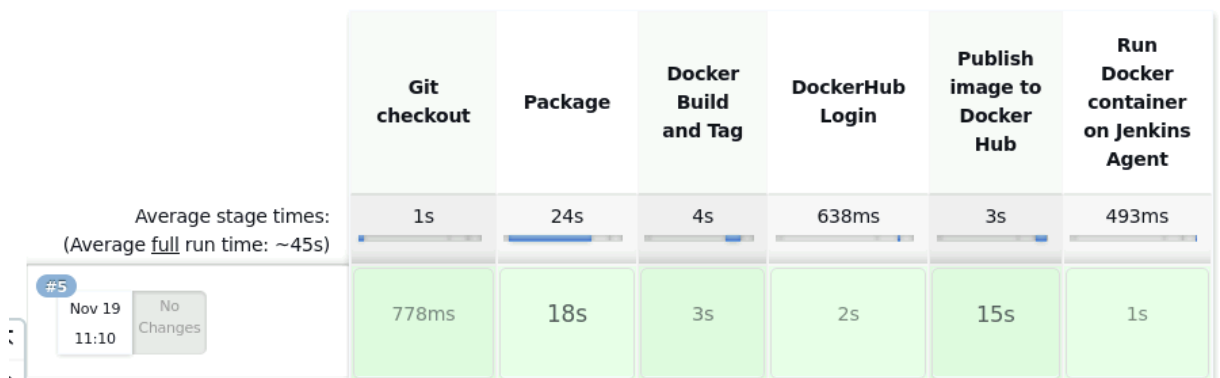 Git
checkout
Package
Docker
Build
and Tag
DockerHub
Login
Publish
image to
Docker
Hub
Run
Docker
container
on Jenkins
Agent
Average stage times:
(Average full run time: ~45s)
1s
24s
4s
638ms
3s
493ms
#5
Nov 19
11:10
No
Changes
778ms
18s
3s
2s
15s
1s